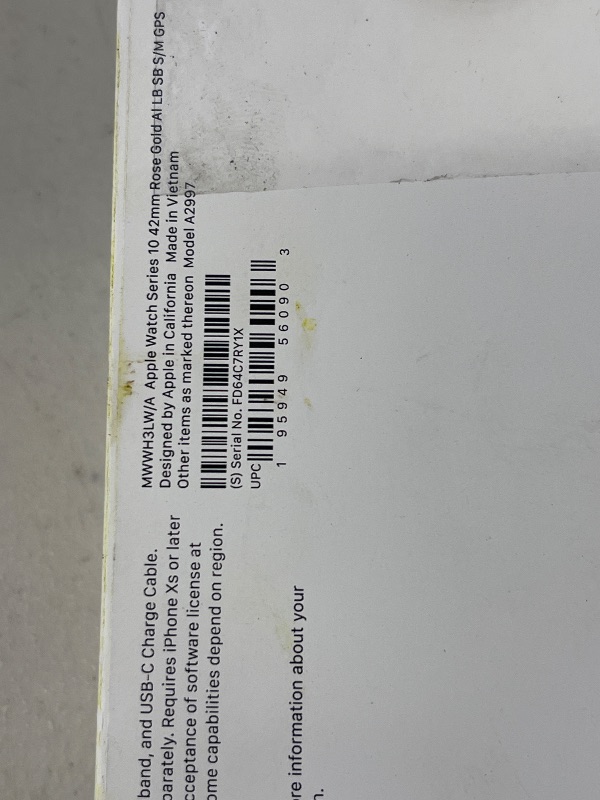 MWWH3LW/A Apple Watch Series 10 42mm Rose Gold Al LB SB S/M GPS
Designed by Apple in California Made in Vietnam
Other items as marked thereon Model A2997
(S) Serial No. FD64C7RY1X
UPC
1 95949 56090 3
band, and USB-C Charge Cable.
parately. Requires iPhone Xs or later
cceptance of software license at
ome capabilities depend on region.
re information about your
n.